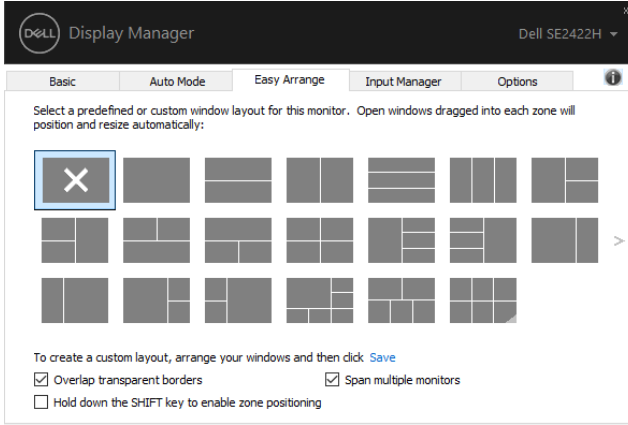 DELL Display Manager
Dell SE2422H
Basic
Auto Mode
Easy Arrange
Input Manager
Options
Select a predefined or custom window layout for this monitor. Open windows dragged into each zone will
position and resize automatically:
To create a custom layout, arrange your windows and then click Save
Overlap transparent borders
Span multiple monitors
Hold down the SHIFT key to enable zone positioning